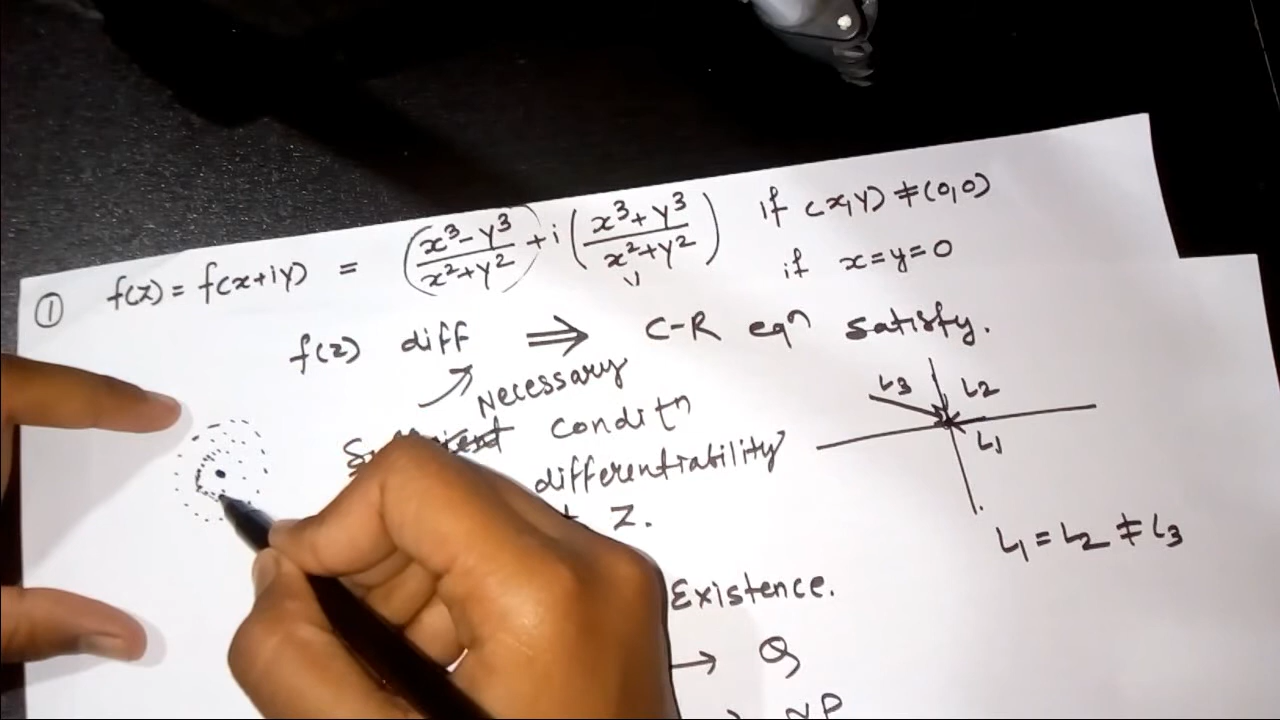 ① f(z) = f(x+iy) = (x³-y³/x²+y²) + i(x³+y³/x²+y²) if (x,y) ≠ (0,0)
if x=y=0
f(z) diff ⟹ C-R eqn satisfy.
Necessary
conditn
differentiability
z.
L3 L2
L1
L1 = L2 ≠ L3
Existence.
→ Q